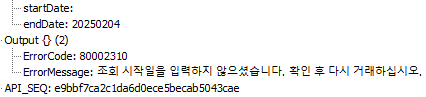 startDate:
endDate: 20250204
Output {} (2)
ErrorCode: 80002310
ErrorMessage: 조회 시작일을 입력하지 않으셨습니다. 확인 후 다시 거래하십시오.
API_SEQ: e9bbf7ca2c1da6d0ece5becab5043cae